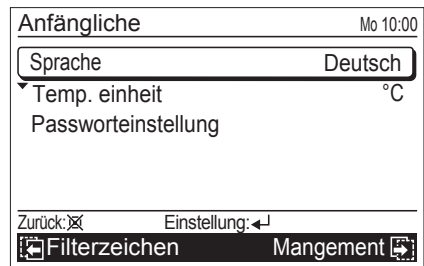 Anfängliche Mo 10:00
Sprache Deutsch
Temp. einheit °C
Passworteinstellung
Zurück: Einstellung:
Filterzeichen Mangement